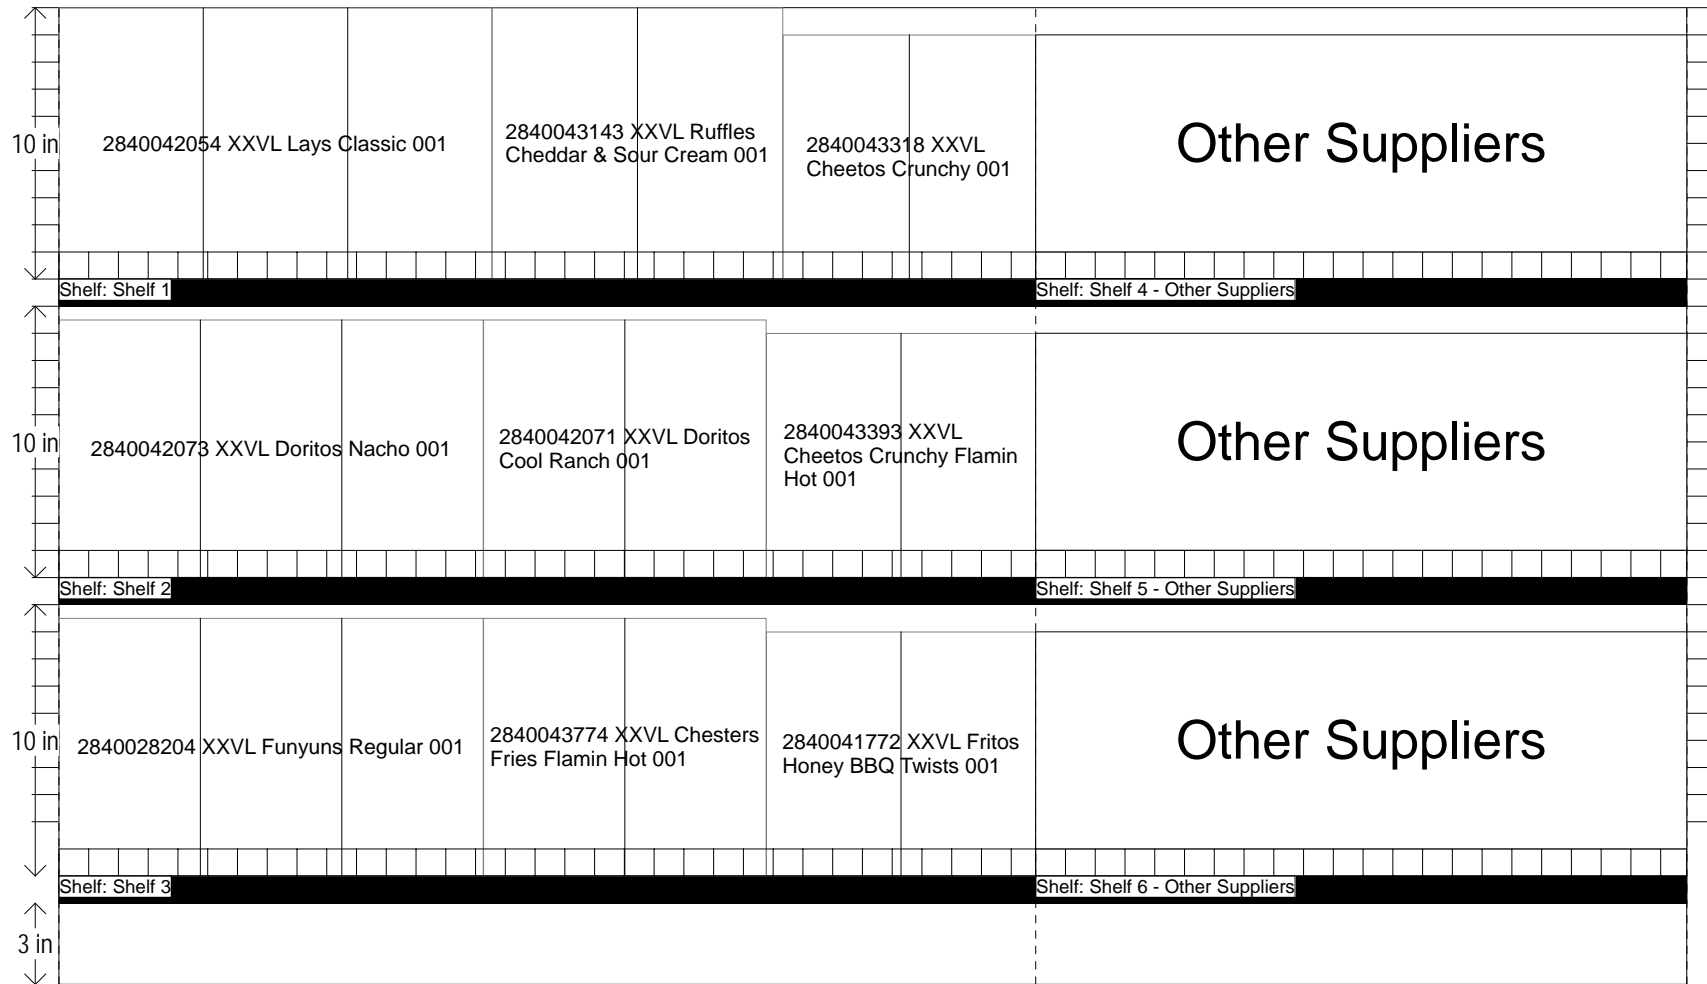 10 in
2840042054 XXVL Lays Classic 001
2840043143 XXVL Ruffles
Cheddar & Sour Cream 001
2840043318 XXVL
Cheetos Crunchy 001
Other Suppliers
Shelf: Shelf 1
Shelf: Shelf 4 - Other Suppliers
10 in
2840042073 XXVL Doritos Nacho 001
2840042071 XXVL Doritos
Cool Ranch 001
2840043393 XXVL
Cheetos Crunchy Flamin
Hot 001
Other Suppliers
Shelf: Shelf 2
Shelf: Shelf 5 - Other Suppliers
10 in
2840028204 XXVL Funyuns Regular 001
2840043774 XXVL Chesters
Fries Flamin Hot 001
2840041772 XXVL Fritos
Honey BBQ Twists 001
Other Suppliers
Shelf: Shelf 3
Shelf: Shelf 6 - Other Suppliers
3 in